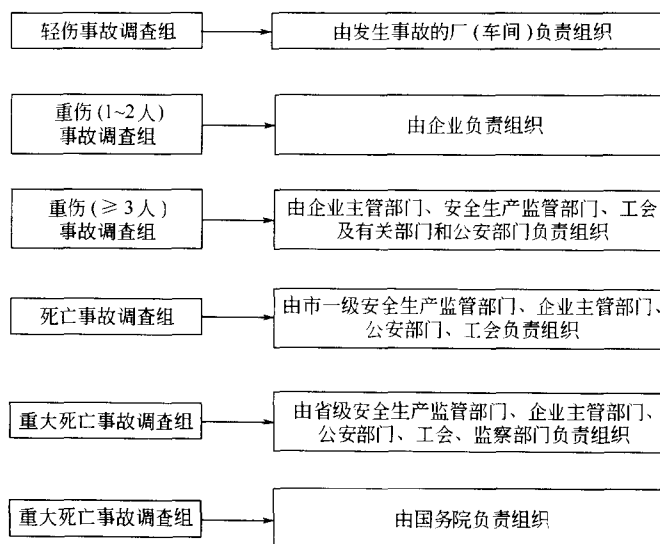 轻伤事故调查组
由发生事故的厂(车间)负责组织
重伤(1~2人)
事故调查组
由企业负责组织
重伤(≥3人)
事故调查组
由企业主管部门、安全生产监管部门、工会
及有关部门和公安部门负责组织
死亡事故调查组
由市一级安全生产监管部门、企业主管部门、
公安部门、工会负责组织
重大死亡事故调查组
由省级安全生产监管部门、企业主管部门、
公安部门、工会、监察部门负责组织
重大死亡事故调查组
由国务院负责组织